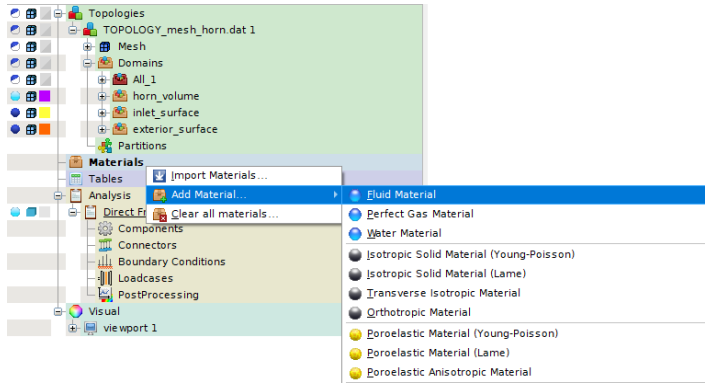 Topologies
TOPOLOGY_mesh_horn.dat 1
Mesh
Domains
All_1
horn_volume
inlet_surface
exterior_surface
Partitions
Materials
Tables
Analysis
Direct Fr
Components
Connectors
Boundary Conditions
Loadcases
PostProcessing
Visual
viewport 1
Import Materials...
Add Material...
Clear all materials...
Fluid Material
Perfect Gas Material
Water Material
Isotropic Solid Material (Young-Poisson)
Isotropic Solid Material (Lame)
Transverse Isotropic Material
Orthotropic Material
Poroelastic Material (Young-Poisson)
Poroelastic Material (Lame)
Poroelastic Anisotropic Material